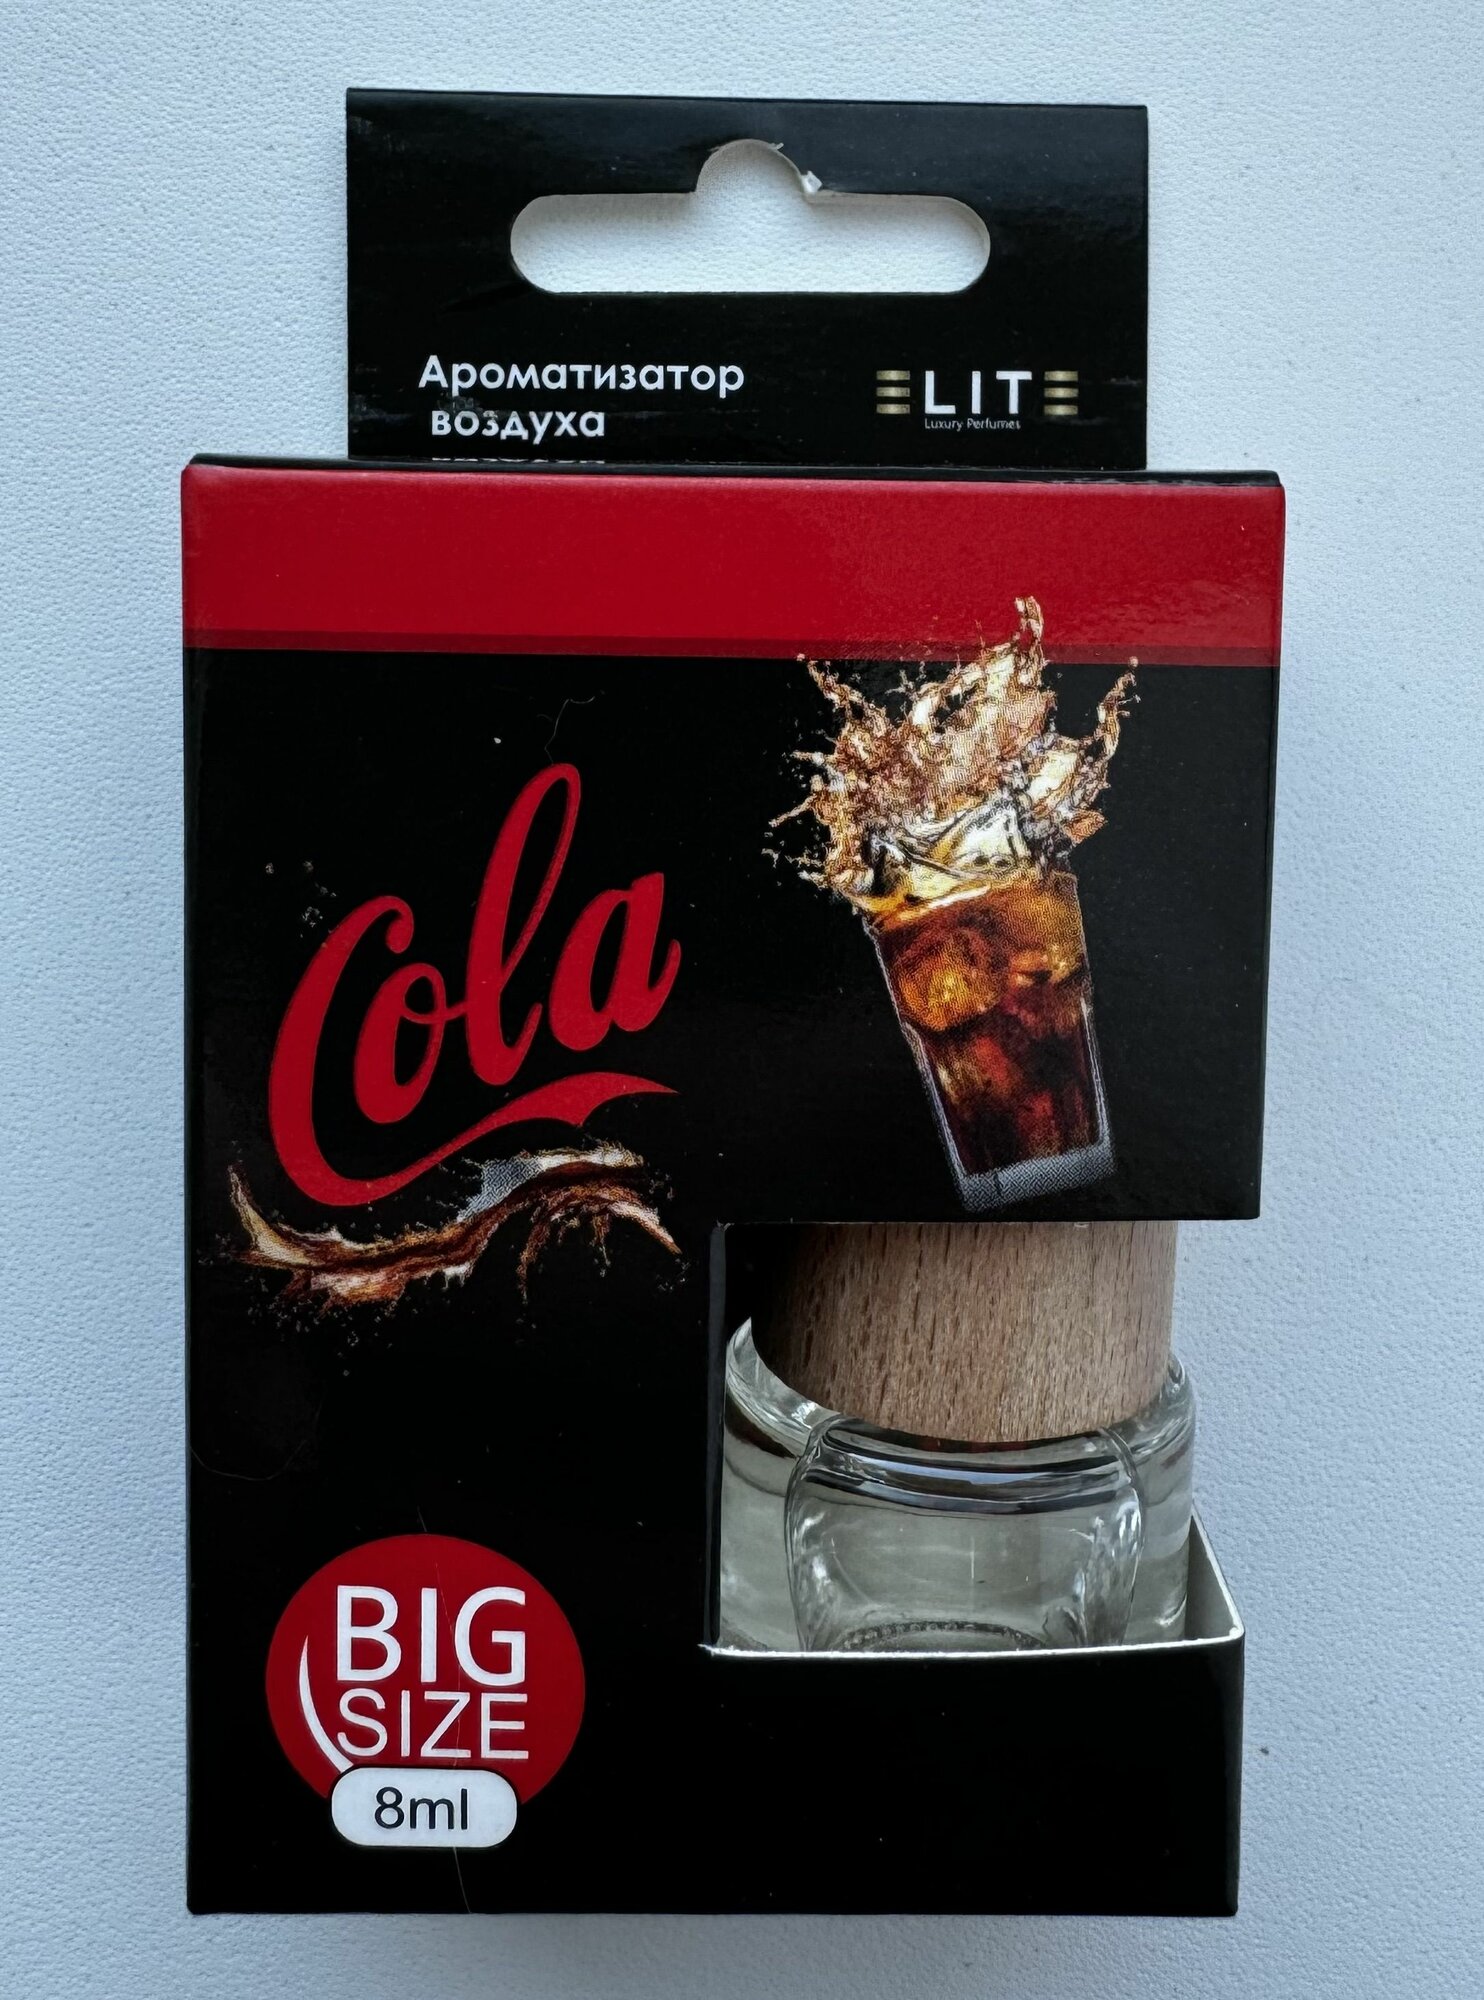 Ароматизатор
воздуха
ELITE
Luxury Perfumes
Cola
BIG
SIZE
8ml